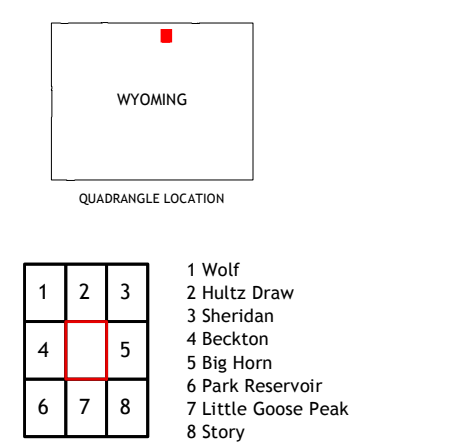 WYOMING
QUADRANGLE LOCATION
1 2 3
4 5
6 7 8
1 Wolf
2 Hultz Draw
3 Sheridan
4 Beckton
5 Big Horn
6 Park Reservoir
7 Little Goose Peak
8 Story